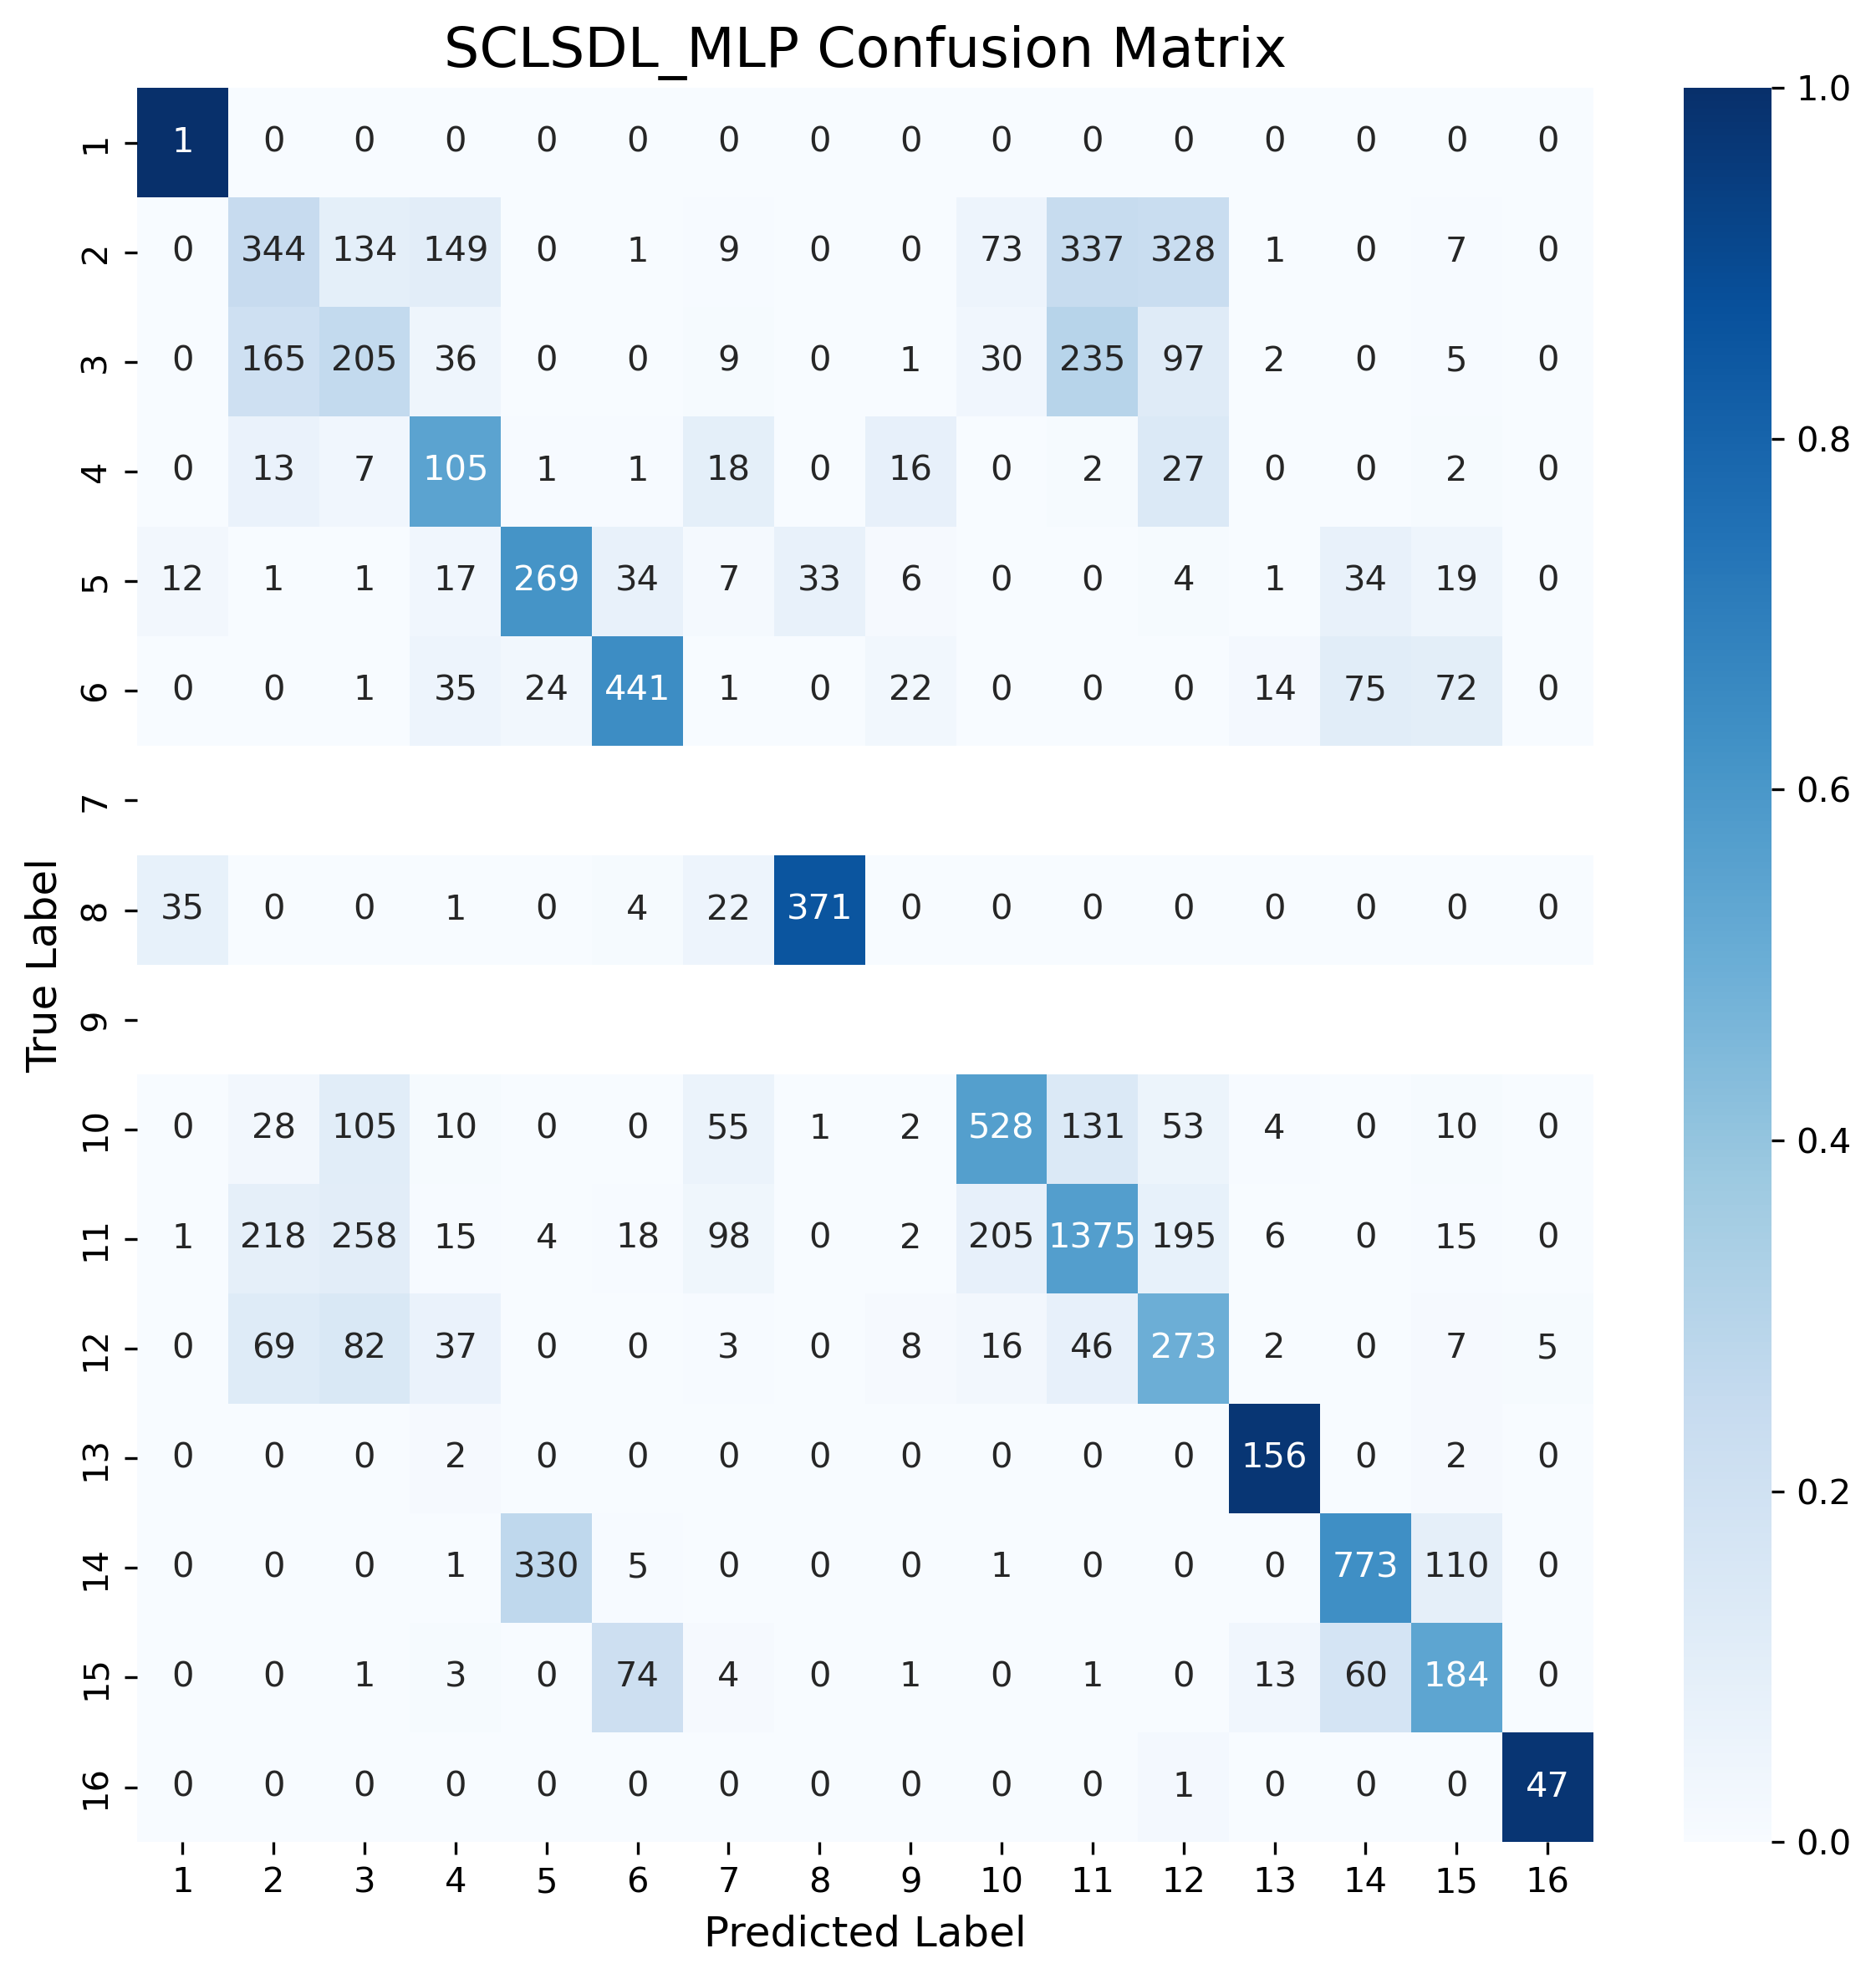 SCLSDL_MLP Confusion Matrix
1 1 0 0 0 0 0 0 0 0 0 0 0 0 0 0 0
2 0 344 134 149 0 1 9 0 0 73 337 328 1 0 7 0
3 0 165 205 36 0 0 9 0 1 30 235 97 2 0 5 0
4 0 13 7 105 1 1 18 0 16 0 2 27 0 0 2 0
5 12 1 1 17 269 34 7 33 6 0 0 4 1 34 19 0
6 0 0 1 35 24 441 1 0 22 0 0 0 14 75 72 0
7
8 35 0 0 1 0 4 22 371 0 0 0 0 0 0 0 0
9
10 0 28 105 10 0 0 55 1 2 528 131 53 4 0 10 0
11 1 218 258 15 4 18 98 0 2 205 1375 195 6 0 15 0
12 0 69 82 37 0 0 3 0 8 16 46 273 2 0 7 5
13 0 0 0 2 0 0 0 0 0 0 0 0 156 0 2 0
14 0 0 0 1 330 5 0 0 0 1 0 0 0 773 110 0
15 0 0 1 3 0 74 4 0 1 0 1 0 13 60 184 0
16 0 0 0 0 0 0 0 0 0 0 0 1 0 0 0 47
1 2 3 4 5 6 7 8 9 10 11 12 13 14 15 16
Predicted Label
True Label
1.0
0.8
0.6
0.4
0.2
0.0